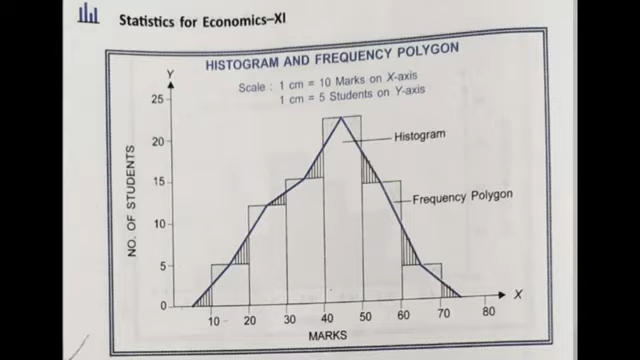 Statistics for Economics–XI
HISTOGRAM AND FREQUENCY POLYGON
Scale : 1 cm = 10 Marks on X-axis
1 cm = 5 Students on Y-axis
Y
25
20
15
10
5
0
NO. OF STUDENTS
Histogram
Frequency Polygon
X
10 20 30 40 50 60 70 80
MARKS